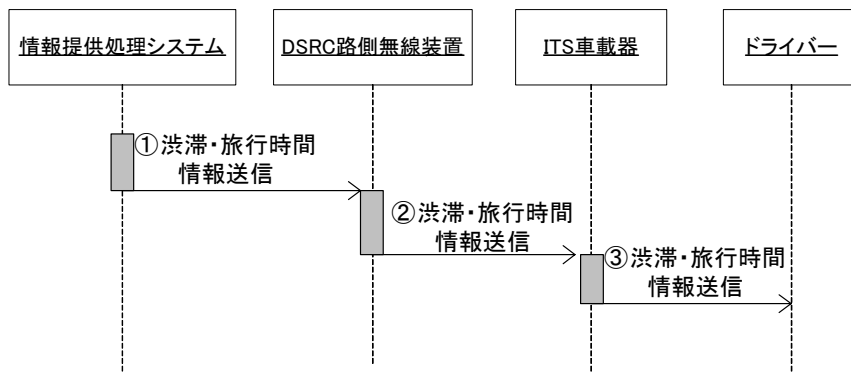 情報提供処理システム
DSRC路側無線装置
ITS車載器
ドライバー
①渋滞・旅行時間
情報送信
②渋滞・旅行時間
情報送信
③渋滞・旅行時間
情報送信